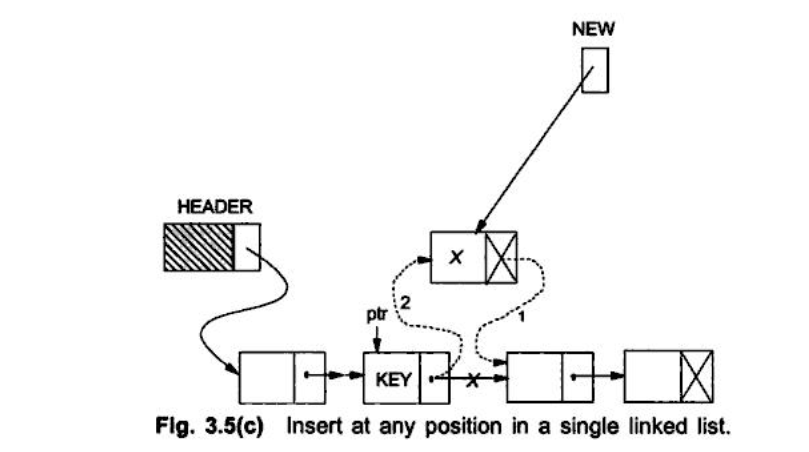 NEW
HEADER
X
2
1
ptr
KEY
X
Fig. 3.5(c) Insert at any position in a single linked list.